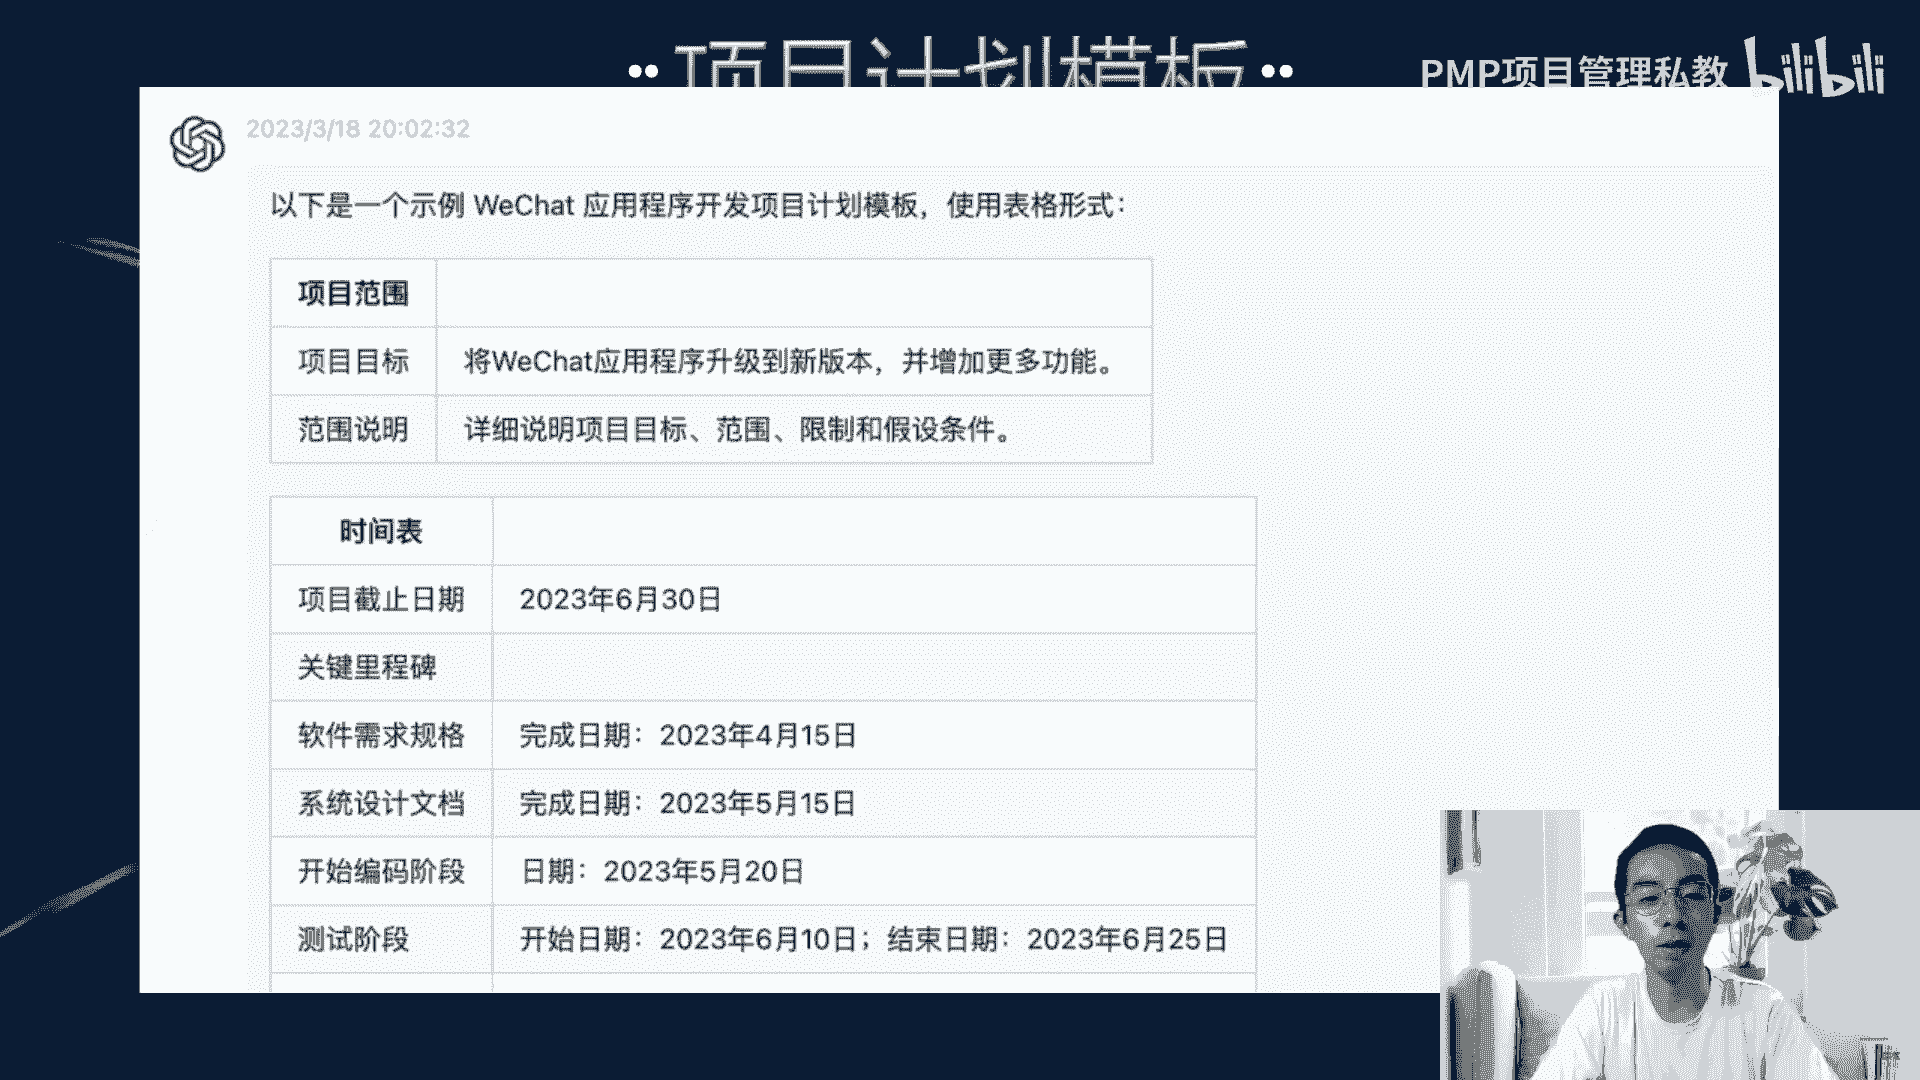 项目计划模板
PMP项目管理私教
bilibili
2023/3/18 20:02:32
以下是一个示例 WeChat 应用程序开发项目计划模板，使用表格形式：
项目范围
项目目标 将WeChat应用程序升级到新版本，并增加更多功能。
范围说明 详细说明项目目标、范围、限制和假设条件。
时间表
项目截止日期 2023年6月30日
关键里程碑
软件需求规格 完成日期：2023年4月15日
系统设计文档 完成日期：2023年5月15日
开始编码阶段 日期：2023年5月20日
测试阶段 开始日期：2023年6月10日；结束日期：2023年6月25日